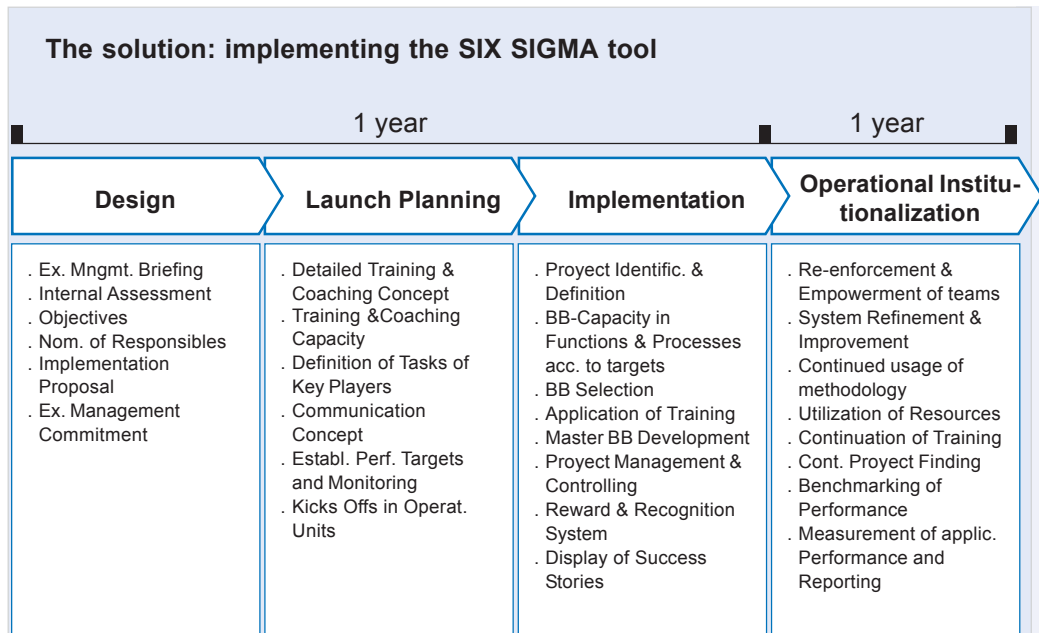 The solution: implementing the SIX SIGMA tool
1 year
1 year
Design
Launch Planning
Implementation
Operational Institu-
tionalization
. Ex. Mngmt. Briefing
. Internal Assessment
. Objectives
. Nom. of Responsibles
. Implementation
Proposal
. Ex. Management
Commitment
. Detailed Training &
Coaching Concept
. Training &Coaching
Capacity
. Definition of Tasks of
Key Players
. Communication
Concept
. Establ. Perf. Targets
and Monitoring
. Kicks Offs in Operat.
Units
. Proyect Identific. &
Definition
. BB-Capacity in
Functions & Processes
acc. to targets
. BB Selection
. Application of Training
. Master BB Development
. Proyect Management &
Controlling
. Reward & Recognition
System
. Display of Success
Stories
. Re-enforcement &
Empowerment of teams
. System Refinement &
Improvement
. Continued usage of
methodology
. Utilization of Resources
. Continuation of Training
. Cont. Proyect Finding
. Benchmarking of
Performance
. Measurement of applic.
Performance and
Reporting